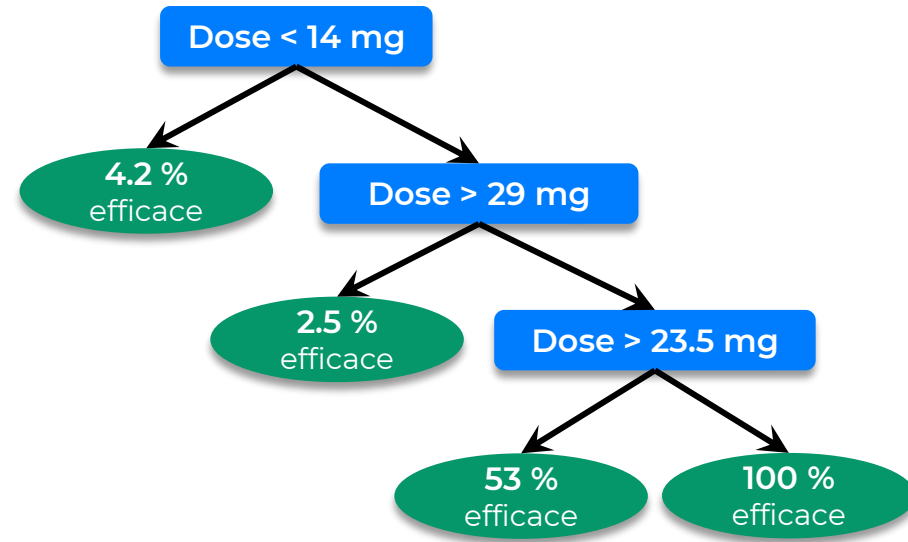 Dose < 14 mg
4.2 %
efficace
Dose > 29 mg
2.5 %
efficace
Dose > 23.5 mg
53 %
efficace
100 %
efficace